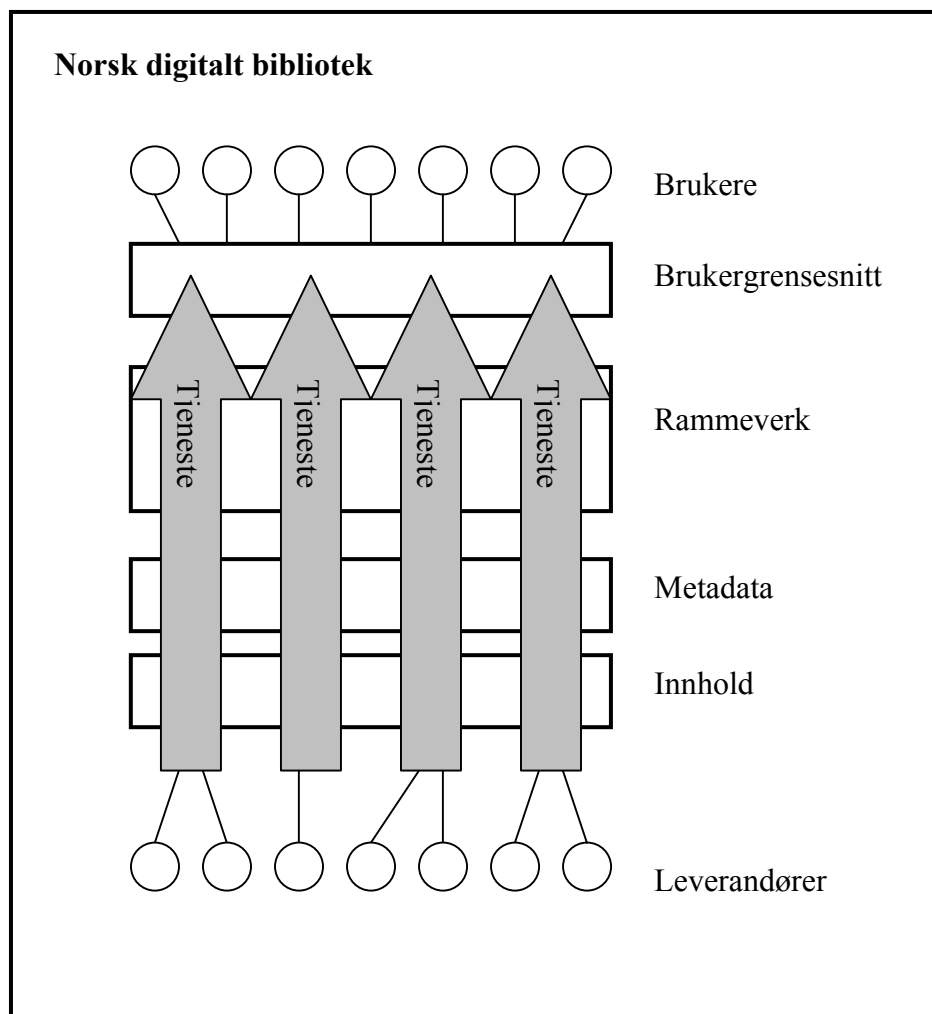 Norsk digitalt bibliotek
Brukere
Brukergrensesnitt
Tjeneste
Tjeneste
Tjeneste
Tjeneste
Rammeverk
Metadata
Innhold
Leverandører